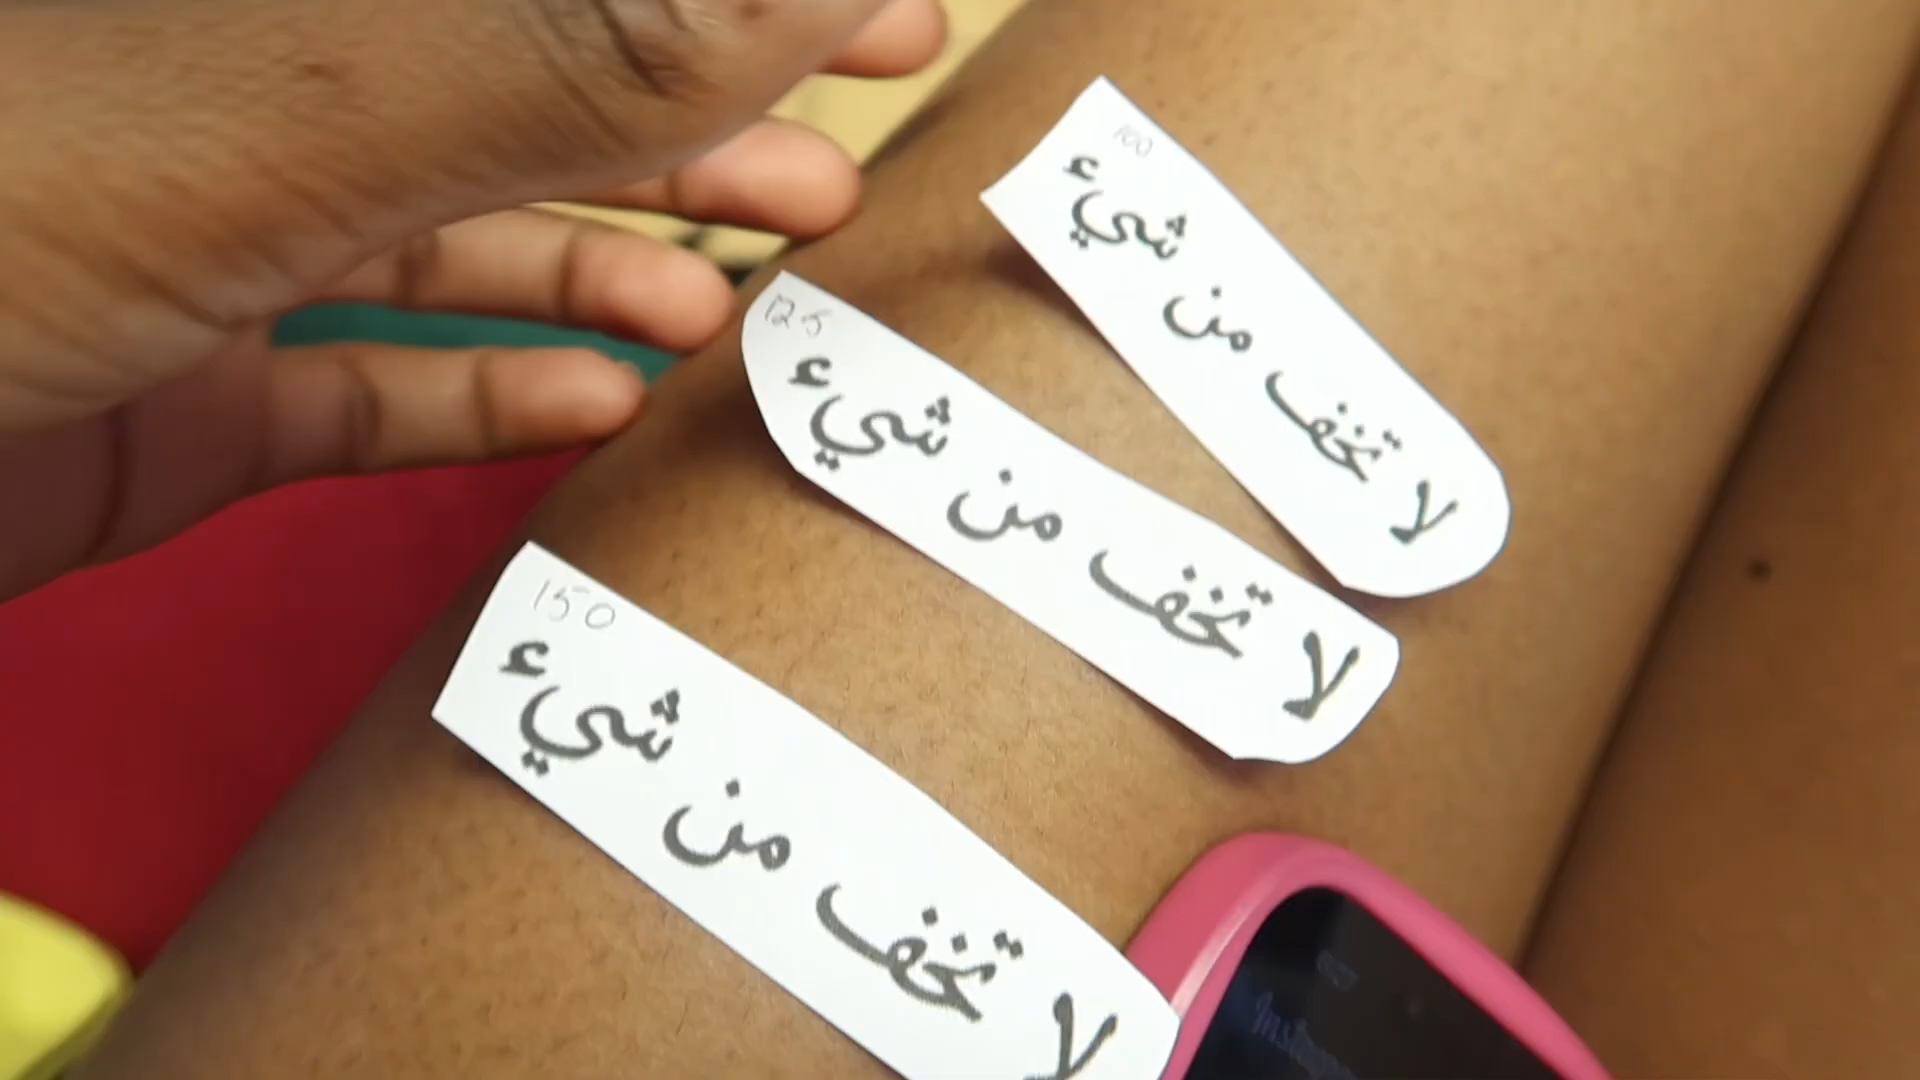 100
لا تخف من شيء
125
لا تخف من شيء
150
لا تخف من شيء